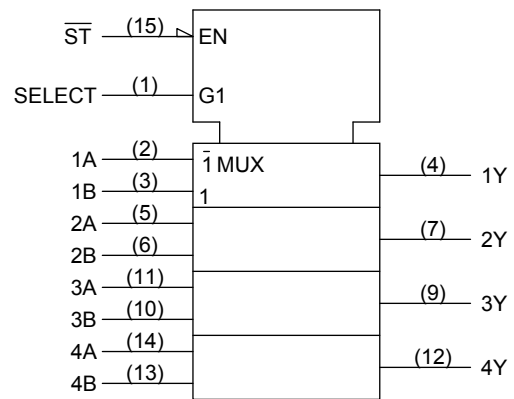 S̅T̅ (15) EN
SELECT (1) G1
1A (2) 1̅ MUX (4) 1Y
1B (3) 1
2A (5) (7) 2Y
2B (6)
3A (11) (9) 3Y
3B (10)
4A (14) (12) 4Y
4B (13)